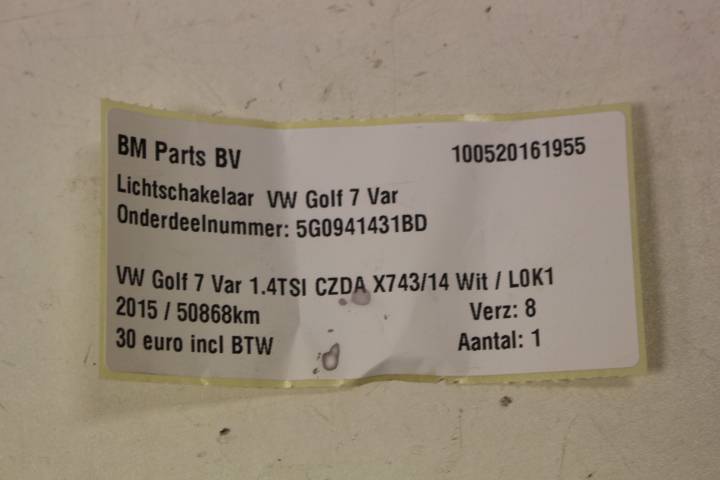 BM Parts BV 100520161955
Lichtschakelaar VW Golf 7 Var
Onderdeelnummer: 5G0941431BD
VW Golf 7 Var 1.4TSI CZDA X743/14 Wit / L0K1
2015 / 50868km Verz: 8
30 euro incl BTW Aantal: 1